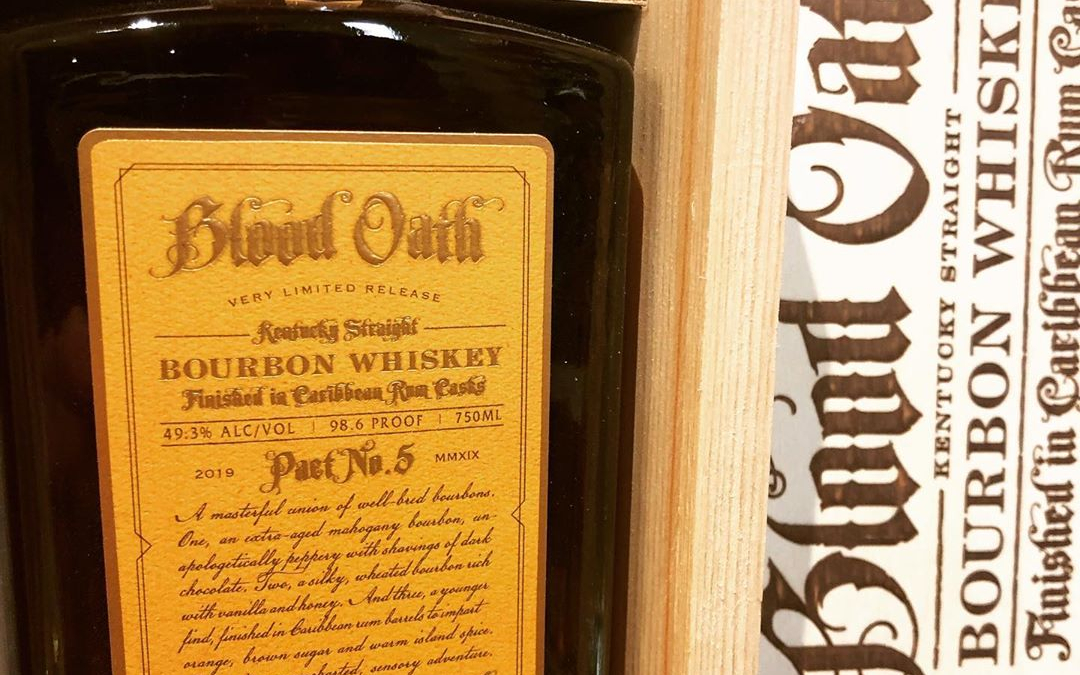 Blood Oath
VERY LIMITED RELEASE
Kentucky Straight
BOURBON WHISKEY
Finished in Caribbean Rum Casks
49.3% ALC/VOL | 98.6 PROOF | 750ML
2019 Pact No. 5 MMXIX
A masterful union of well-bred bourbons.
One, an extra-aged mahogany bourbon, un-
apologetically peppery with shavings of dark
chocolate. Two, a silky, wheated bourbon rich
with vanilla and honey. And three, a younger
find, finished in Caribbean rum barrels to impart
orange, brown sugar and warm island spice.
sensory adventure.
Blood Oat
KENTUCKY STRAIGHT
BOURBON WHISK
Finished in Caribbean Rum Ca